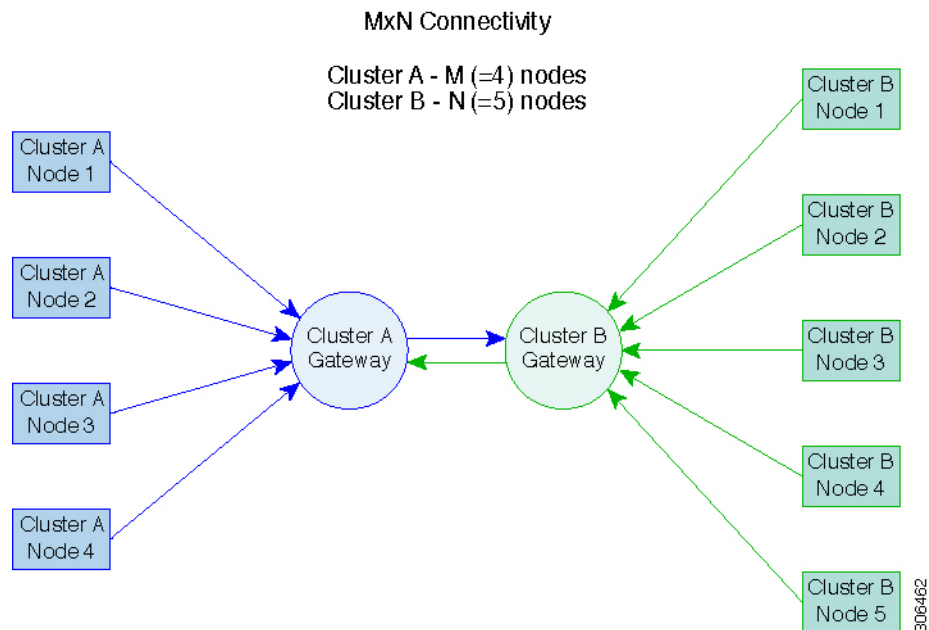 MxN Connectivity
Cluster A - M (=4) nodes
Cluster B - N (=5) nodes
Cluster A
Node 1
Cluster A
Node 2
Cluster A
Node 3
Cluster A
Node 4
Cluster A
Gateway
Cluster B
Gateway
Cluster B
Node 1
Cluster B
Node 2
Cluster B
Node 3
Cluster B
Node 4
Cluster B
Node 5
306462